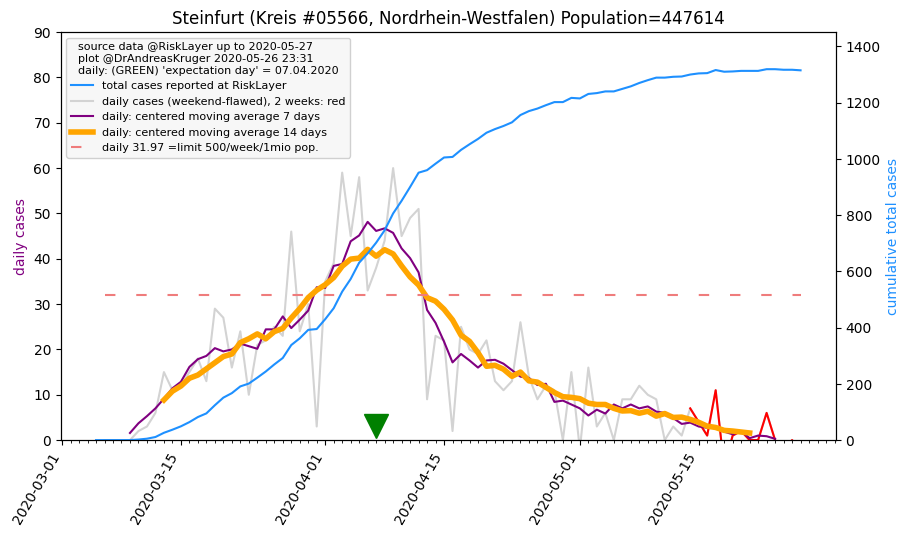 Steinfurt (Kreis #05566, Nordrhein-Westfalen) Population=447614
source data @RiskLayer up to 2020-05-27
plot @DrAndreasKruger 2020-05-26 23:31
daily: (GREEN) 'expectation day' = 07.04.2020
total cases reported at RiskLayer
daily cases (weekend-flawed), 2 weeks: red
daily: centered moving average 7 days
daily: centered moving average 14 days
daily 31.97 =limit 500/week/1mio pop.
daily cases
90
80
70
60
50
40
30
20
10
0
1400
1200
1000
800
600
400
200
0
cumulative total cases
2020-03-01
2020-03-15
2020-04-01
2020-04-15
2020-05-01
2020-05-15